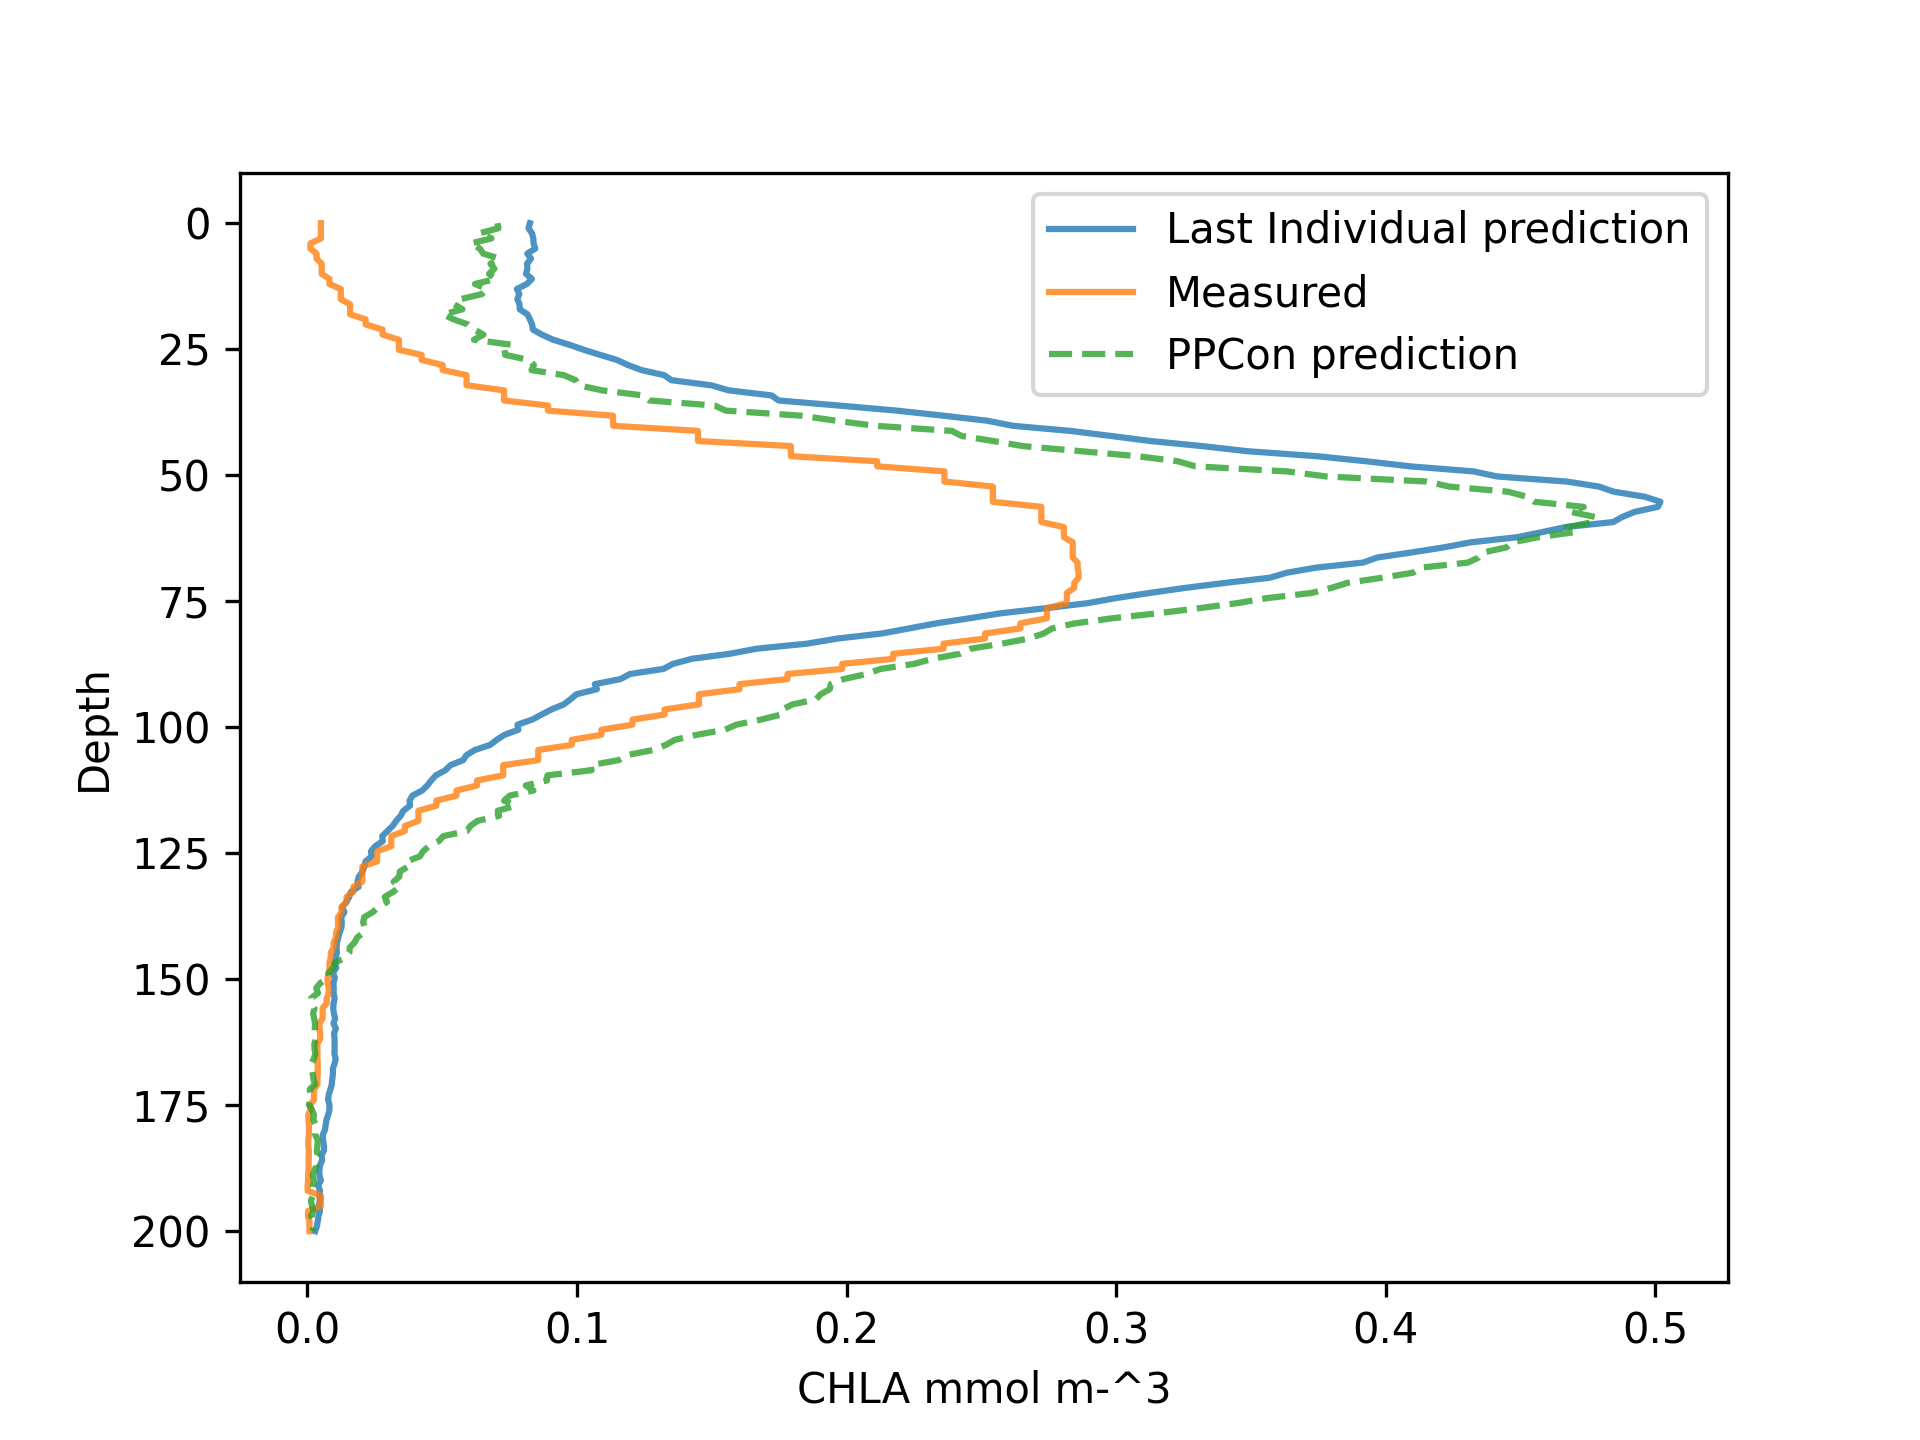 Last Individual prediction
Measured
PPCon prediction
0
25
50
75
100
125
150
175
200
Depth
0.0 0.1 0.2 0.3 0.4 0.5
CHLA mmol m-^3